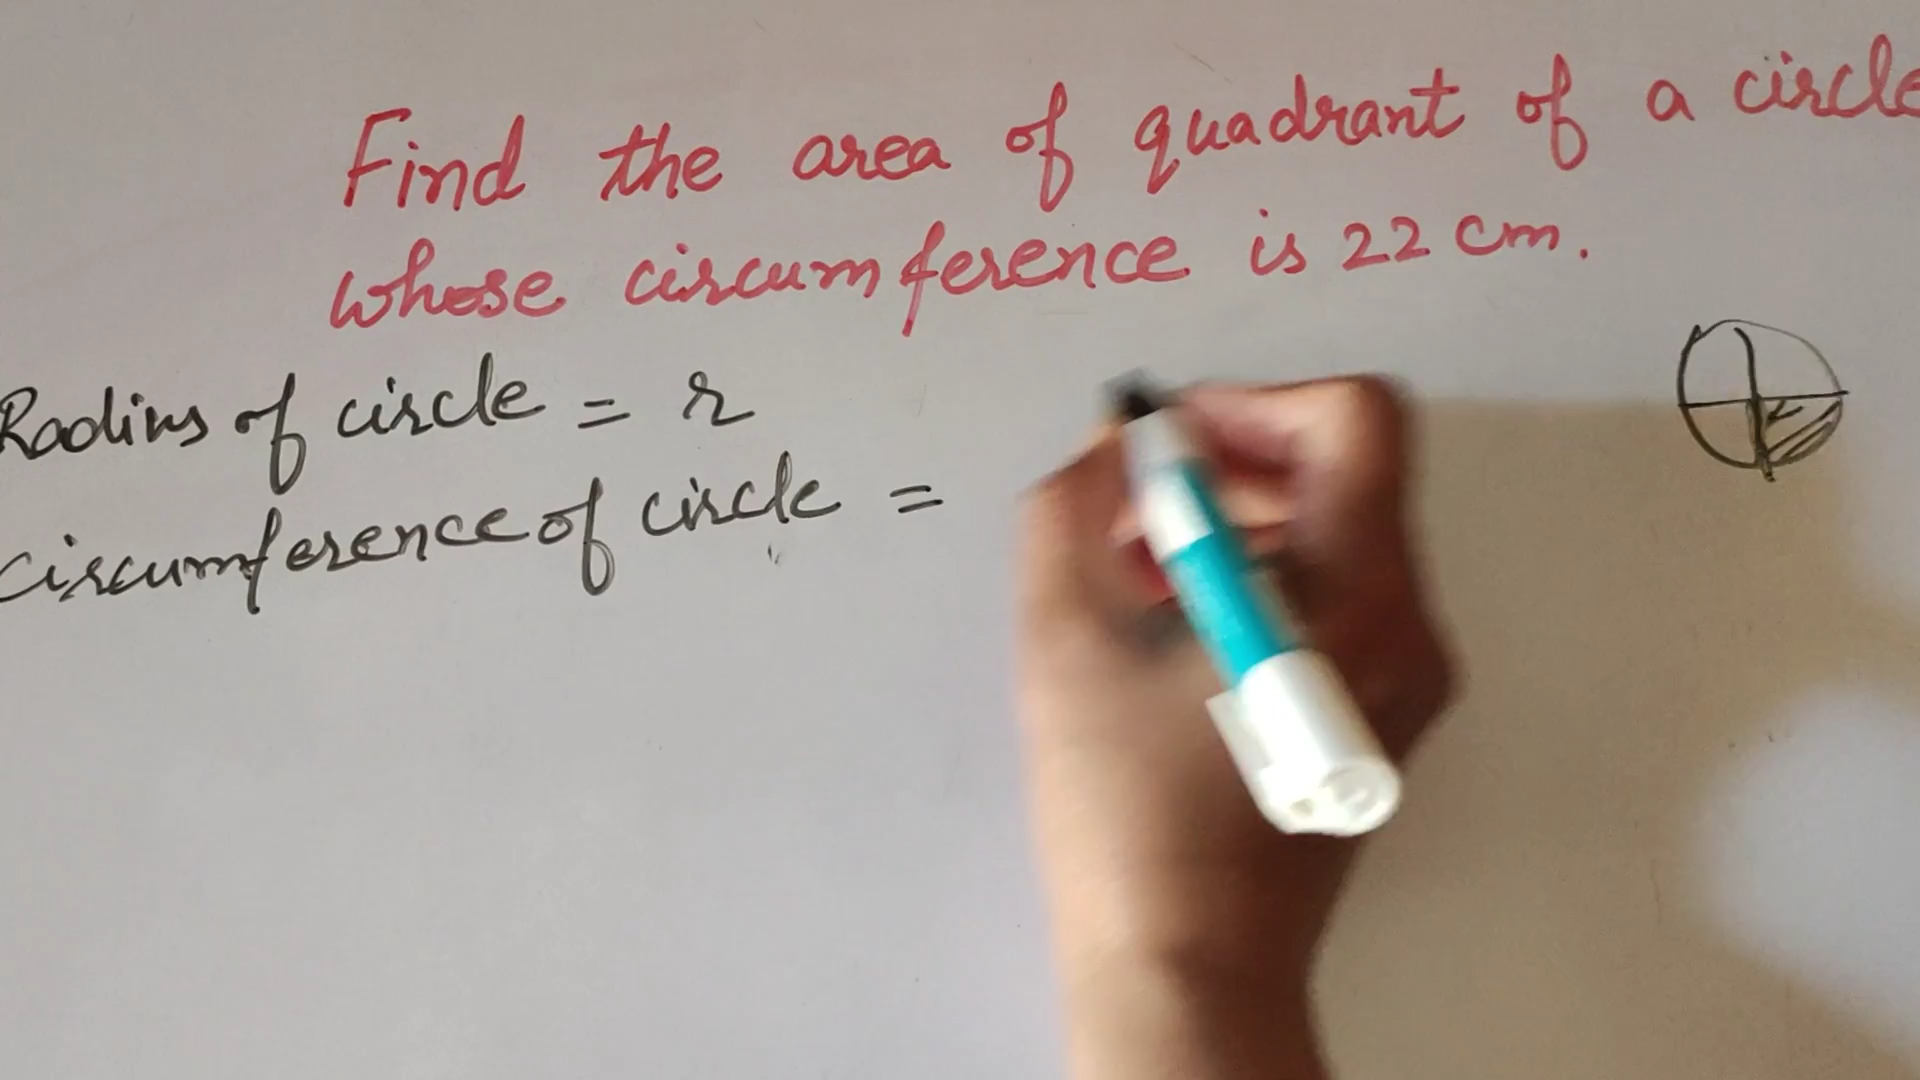 Find the area of quadrant of a circle
whose circumference is 22 cm.
Radius of circle = r
circumference of circle =